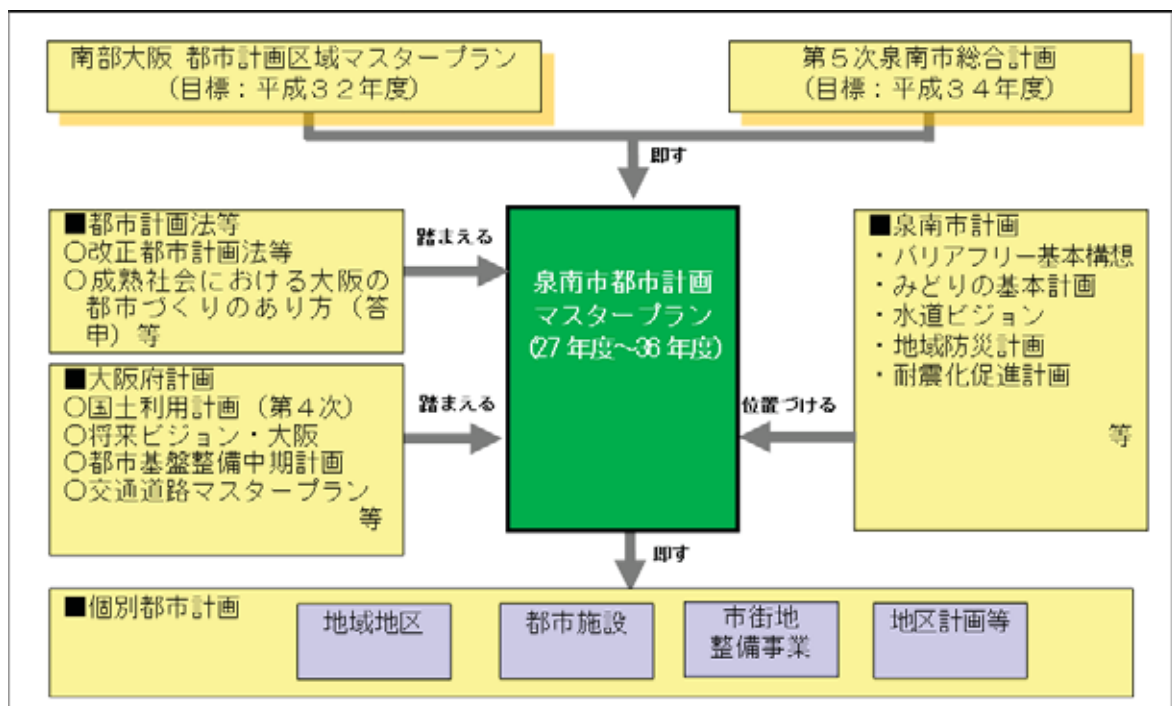 南部大阪 都市計画区域マスタープラン
(目標：平成３２年度)
第５次泉南市総合計画
(目標：平成３４年度)
即す
■都市計画法等
○改正都市計画法等
○成熟社会における大阪の
都市づくりのあり方（答
申）等
踏まえる
■大阪府計画
○国土利用計画（第４次）
○将来ビジョン・大阪
○都市基盤整備中期計画
○交通道路マスタープラン
等
踏まえる
泉南市都市計画
マスタープラン
(27年度～36年度)
■泉南市計画
・バリアフリー基本構想
・みどりの基本計画
・水道ビジョン
・地域防災計画
・耐震化促進計画
等
位置づける
即す
■個別都市計画
地域地区
都市施設
市街地
整備事業
地区計画等